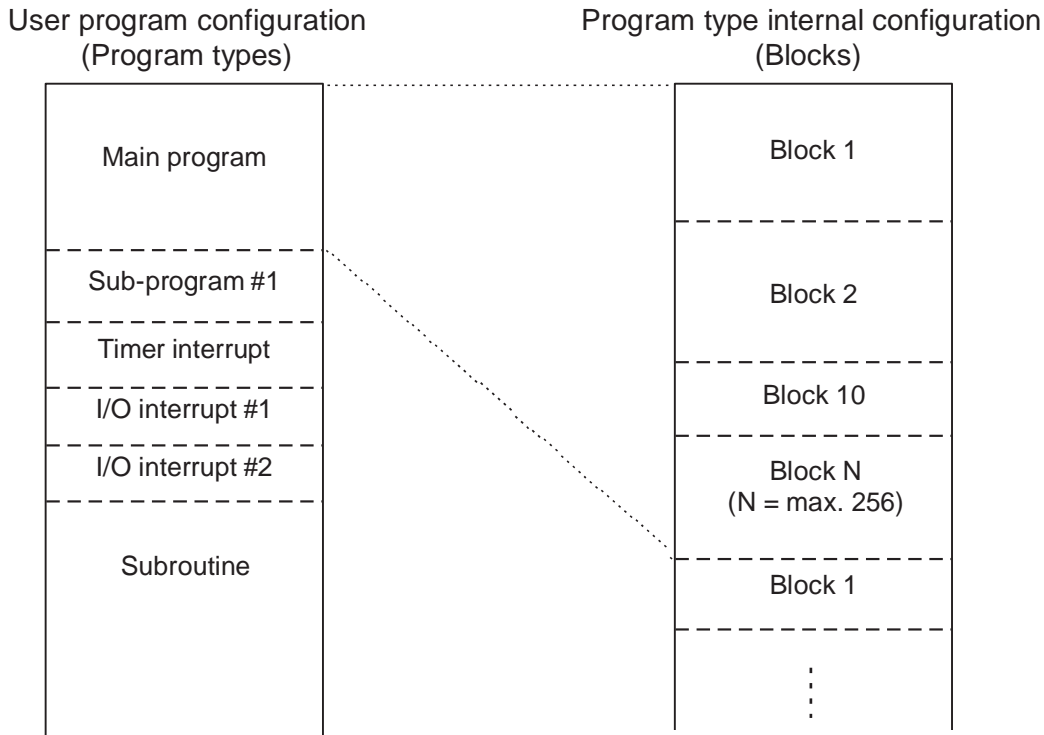 User program configuration
(Program types)
Main program
Sub-program #1
Timer interrupt
I/O interrupt #1
I/O interrupt #2
Subroutine
Program type internal configuration
(Blocks)
Block 1
Block 2
Block 10
Block N
(N = max. 256)
Block 1